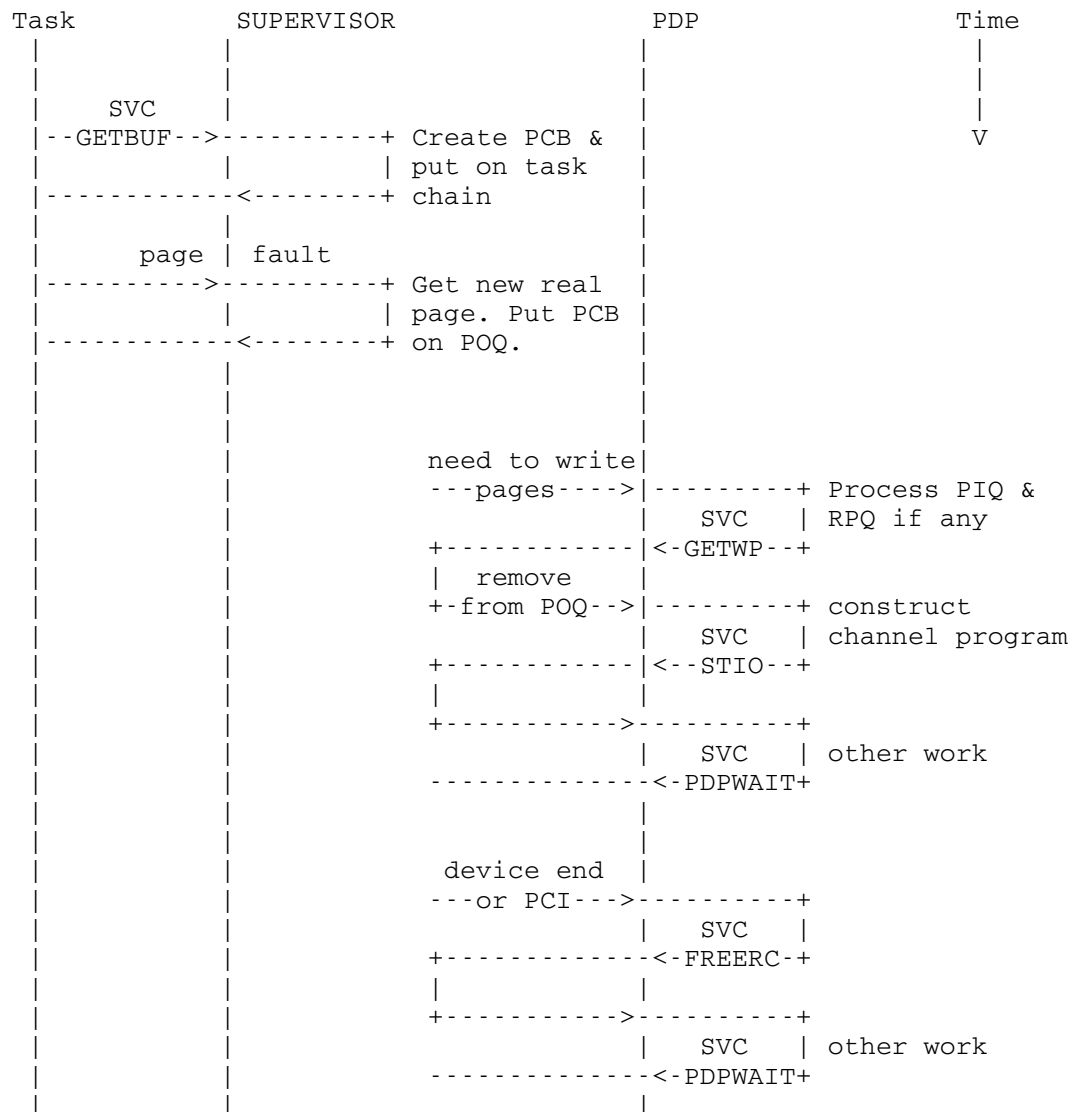 Task          SUPERVISOR                 PDP                   Time
  |            |                          |                     |
  |            |                          |                     |
  |    SVC     |                          |                     |
  |--GETBUF-->-----------+ Create PCB &   |                     V
  |            |         | put on task    |
  |------------<--------+ chain           |
  |            |                          |
  |      page | fault                     |
  |---------->-----------+ Get new real   |
  |            |         | page. Put PCB  |
  |------------<--------+ on POQ.         |
  |            |                          |
  |            |                          |
  |            |                          |
  |            |            need to write|
  |            |            ---pages---->|---------+ Process PIQ &
  |            |                          |   SVC   | RPQ if any
  |            |            +------------|<-GETWP--+
  |            |            |  remove     |
  |            |            +-from POQ-->|---------+ construct
  |            |                          |   SVC   | channel program
  |            |            +------------|<--STIO--+
  |            |            |             |
  |            |            +----------->----------+
  |            |                          |   SVC   | other work
  |            |            --------------<-PDPWAIT+
  |            |                          |
  |            |                          |
  |            |             device end  |
  |            |            ---or PCI--->----------+
  |            |                          |   SVC   |
  |            |            +-------------<-FREERC-+
  |            |            |             |
  |            |            +----------->----------+
  |            |                          |   SVC   | other work
  |            |            --------------<-PDPWAIT+
  |            |                          |